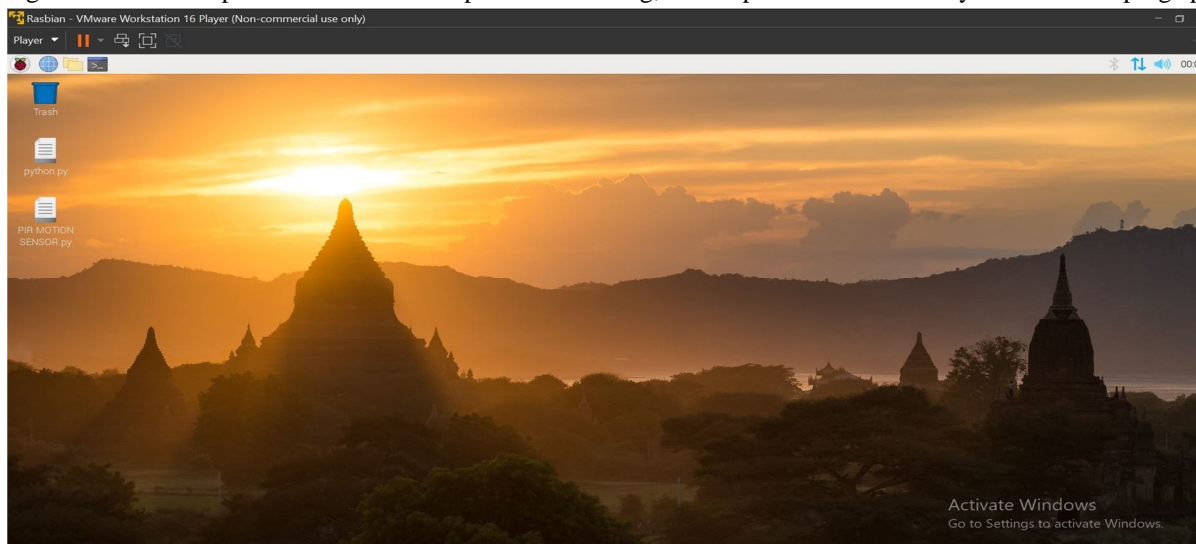 Rasbian - VMware Workstation 16 Player (Non-commercial use only)
Player
Trash
python.py
PIR MOTION
SENSOR.py
Activate Windows
Go to Settings to activate Windows.